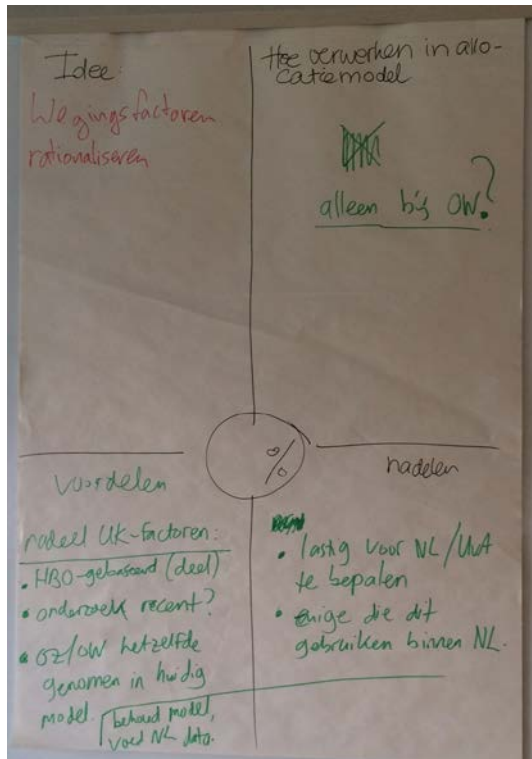 Idee:
Wegingsfactoren
rationaliseren
Hoe verwerken in allo-
catiemodel
alleen bij OW?
%
voordelen
nadelen
nadeel UK-factoren:
• HBO-gebaseerd (deel)
• onderzoek recent?
• OZ/OW hetzelfde
genomen in huidig
model.
behoud model,
voed NL data.
• lastig voor NL/UvA
te bepalen
• enige die dit
gebruiken binnen NL.